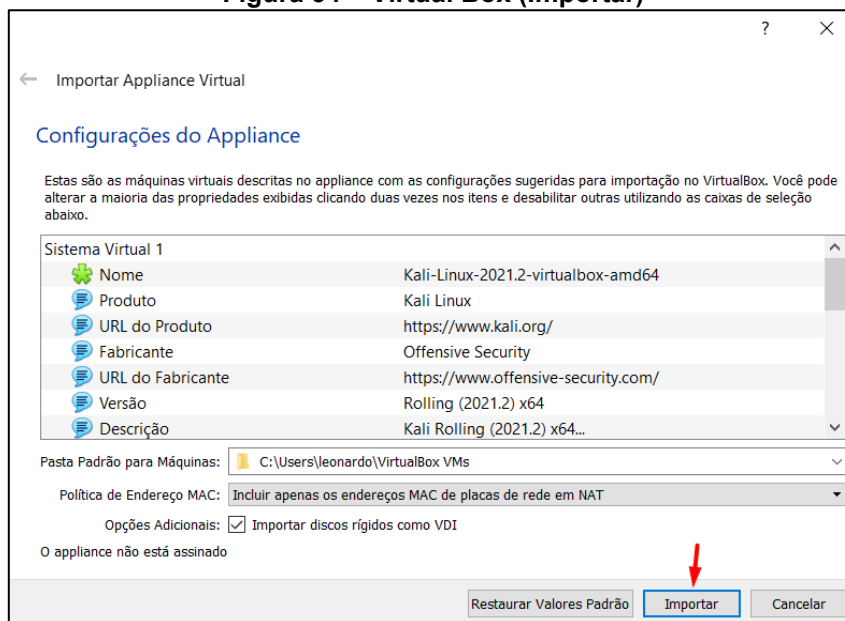 ?
Importar Appliance Virtual
Configurações do Appliance
Estas são as máquinas virtuais descritas no appliance com as configurações sugeridas para importação no VirtualBox. Você pode
alterar a maioria das propriedades exibidas clicando duas vezes nos itens e desabilitar outras utilizando as caixas de seleção
abaixo.
Sistema Virtual 1
Nome Kali-Linux-2021.2-virtualbox-amd64
Produto Kali Linux
URL do Produto https://www.kali.org/
Fabricante Offensive Security
URL do Fabricante https://www.offensive-security.com/
Versão Rolling (2021.2) x64
Descrição Kali Rolling (2021.2) x64...
Pasta Padrão para Máquinas: C:\Users\leonardo\VirtualBox VMs
Política de Endereço MAC: Incluir apenas os endereços MAC de placas de rede em NAT
Opções Adicionais: Importar discos rígidos como VDI
O appliance não está assinado
Restaurar Valores Padrão Importar Cancelar